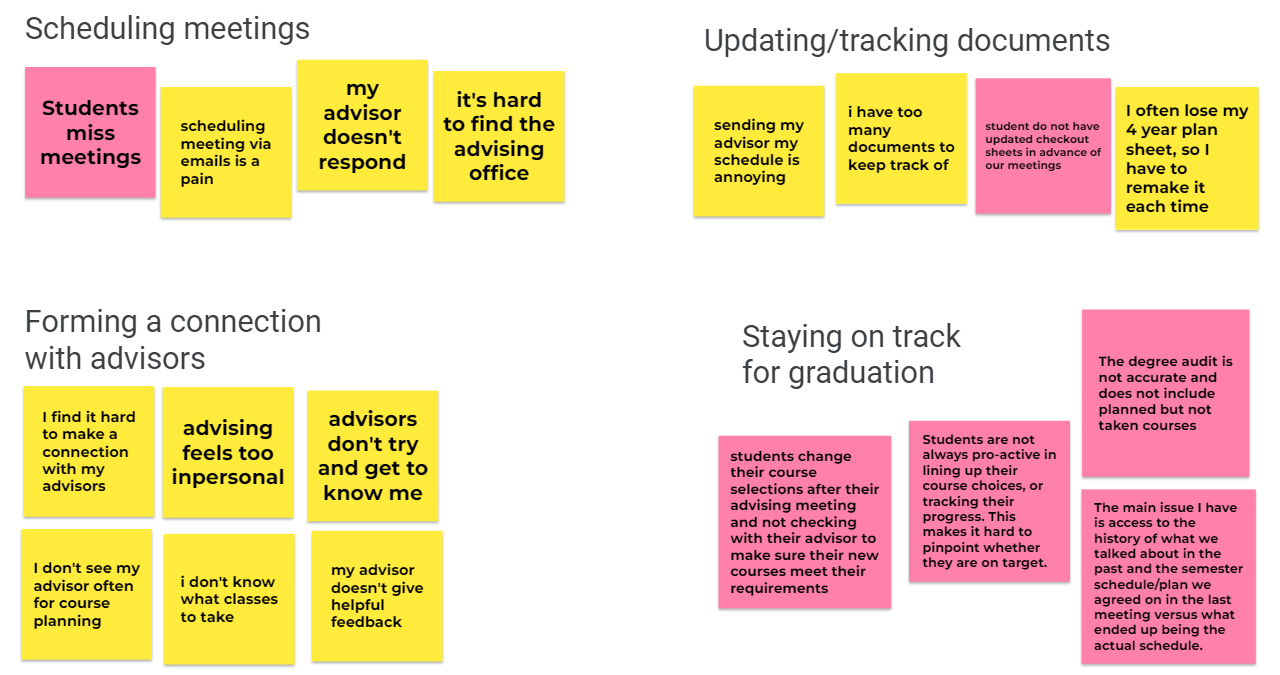 Scheduling meetings
Students
miss
meetings
scheduling
meeting via
emails is a
pain
my
advisor
doesn't
respond
it's hard
to find the
advising
office
Updating/tracking documents
sending my
advisor my
schedule is
annoying
i have too
many
documents to
keep track of
student do not have
updated checkout
sheets in advance of
our meetings
I often lose my
4 year plan
sheet, so I
have to
remake it
each time
Forming a connection
with advisors
I find it hard
to make a
connection
with my
advisors
advising
feels too
inpersonal
advisors
don't try
and get to
know me
I don't see my
advisor often
for course
planning
i don't know
what classes
to take
my advisor
doesn't give
helpful
feedback
Staying on track
for graduation
students change
their course
selections after their
advising meeting
and not checking
with their advisor to
make sure their new
courses meet their
requirements
Students are not
always pro-active in
lining up their
course choices, or
tracking their
progress. This
makes it hard to
pinpoint whether
they are on target.
The degree audit is
not accurate and
does not include
planned but not
taken courses
The main issue I have
is access to the
history of what we
talked about in the
past and the semester
schedule/plan we
agreed on in the last
meeting versus what
ended up being the
actual schedule.